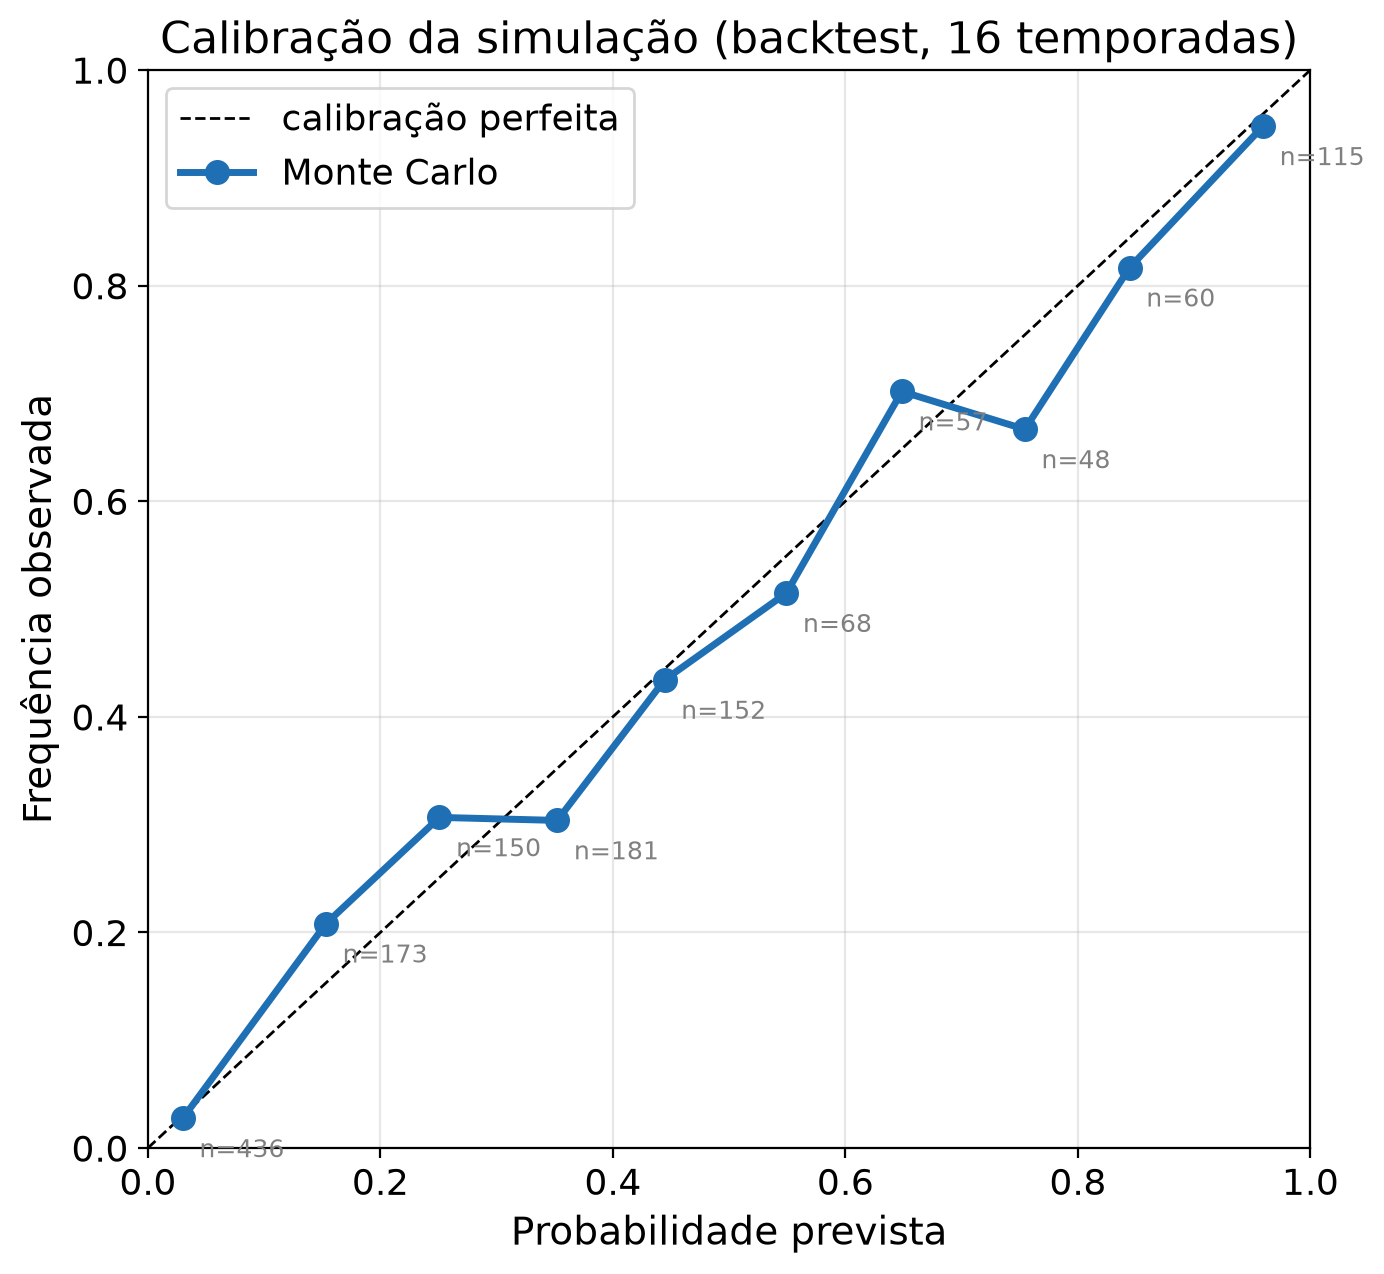 Calibração da simulação (backtest, 16 temporadas)
calibração perfeita
Monte Carlo
Frequência observada
1.0
0.8
0.6
0.4
0.2
0.0
n=115
n=60
n=57
n=48
n=68
n=152
n=150
n=181
n=173
n=436
0.0
0.2
0.4
0.6
0.8
1.0
Probabilidade prevista